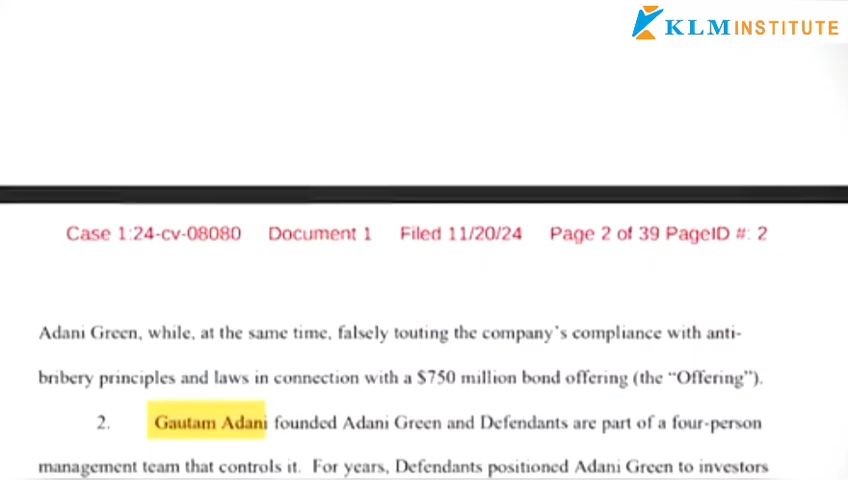 KLM INSTITUTE
Case 1:24-cv-08080 Document 1 Filed 11/20/24 Page 2 of 39 PageID #: 2
Adani Green, while, at the same time, falsely touting the company's compliance with anti-
bribery principles and laws in connection with a $750 million bond offering (the “Offering”).
2. Gautam Adani founded Adani Green and Defendants are part of a four-person
management team that controls it. For years, Defendants positioned Adani Green to investors